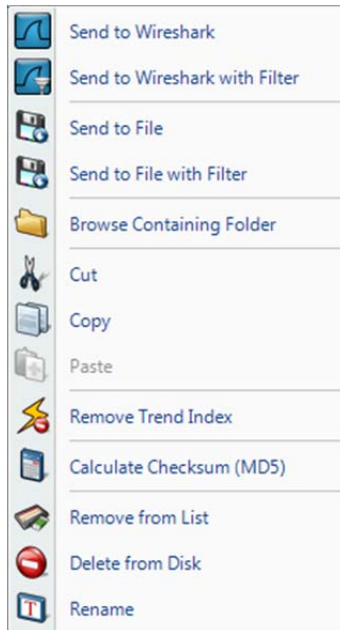 Send to Wireshark
Send to Wireshark with Filter
Send to File
Send to File with Filter
Browse Containing Folder
Cut
Copy
Paste
Remove Trend Index
Calculate Checksum (MD5)
Remove from List
Delete from Disk
T Rename